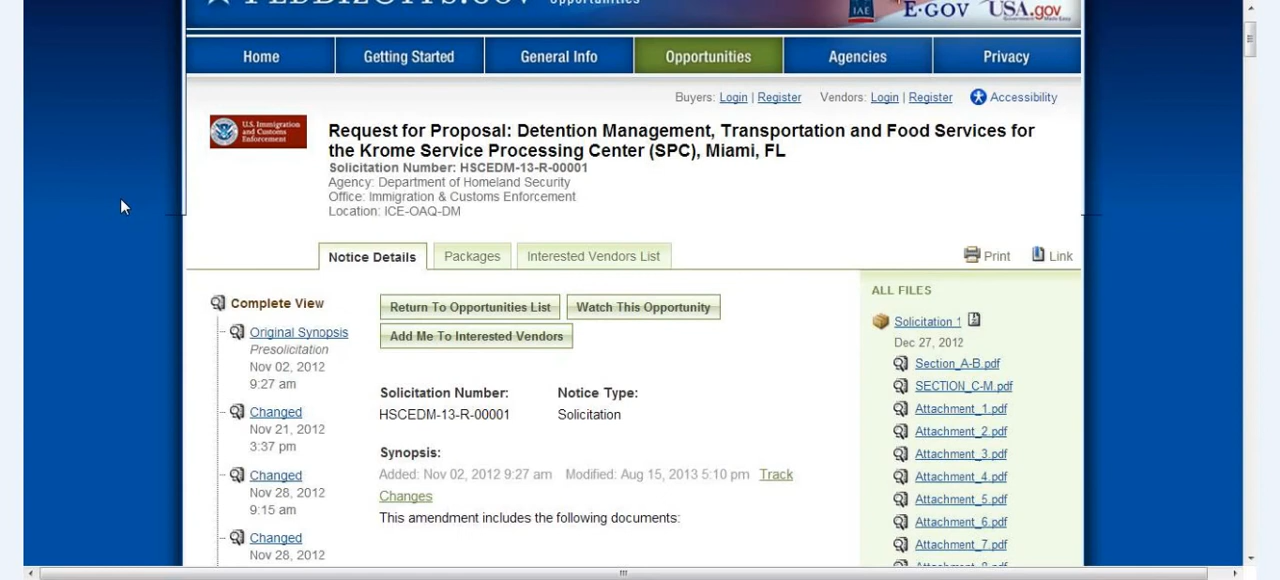 Opportunities
IAE
E-GOV USA.gov
Home
Getting Started
General Info
Opportunities
Agencies
Privacy
Buyers: Login | Register Vendors: Login | Register Accessibility
U.S. Immigration
and Customs
Enforcement
Request for Proposal: Detention Management, Transportation and Food Services for
the Krome Service Processing Center (SPC), Miami, FL
Solicitation Number: HSCEDM-13-R-00001
Agency: Department of Homeland Security
Office: Immigration & Customs Enforcement
Location: ICE-OAQ-DM
Notice Details
Packages
Interested Vendors List
Print
Link
Complete View
Original Synopsis
Presolicitation
Nov 02, 2012
9:27 am
Changed
Nov 21, 2012
3:37 pm
Changed
Nov 28, 2012
9:15 am
Changed
Nov 28, 2012
Return To Opportunities List
Watch This Opportunity
Add Me To Interested Vendors
Solicitation Number:
HSCEDM-13-R-00001
Notice Type:
Solicitation
Synopsis:
Added: Nov 02, 2012 9:27 am Modified: Aug 15, 2013 5:10 pm Track
Changes
This amendment includes the following documents:
ALL FILES
Solicitation 1
Dec 27, 2012
Section_A-B.pdf
SECTION_C-M.pdf
Attachment_1.pdf
Attachment_2.pdf
Attachment_3.pdf
Attachment_4.pdf
Attachment_5.pdf
Attachment_6.pdf
Attachment_7.pdf